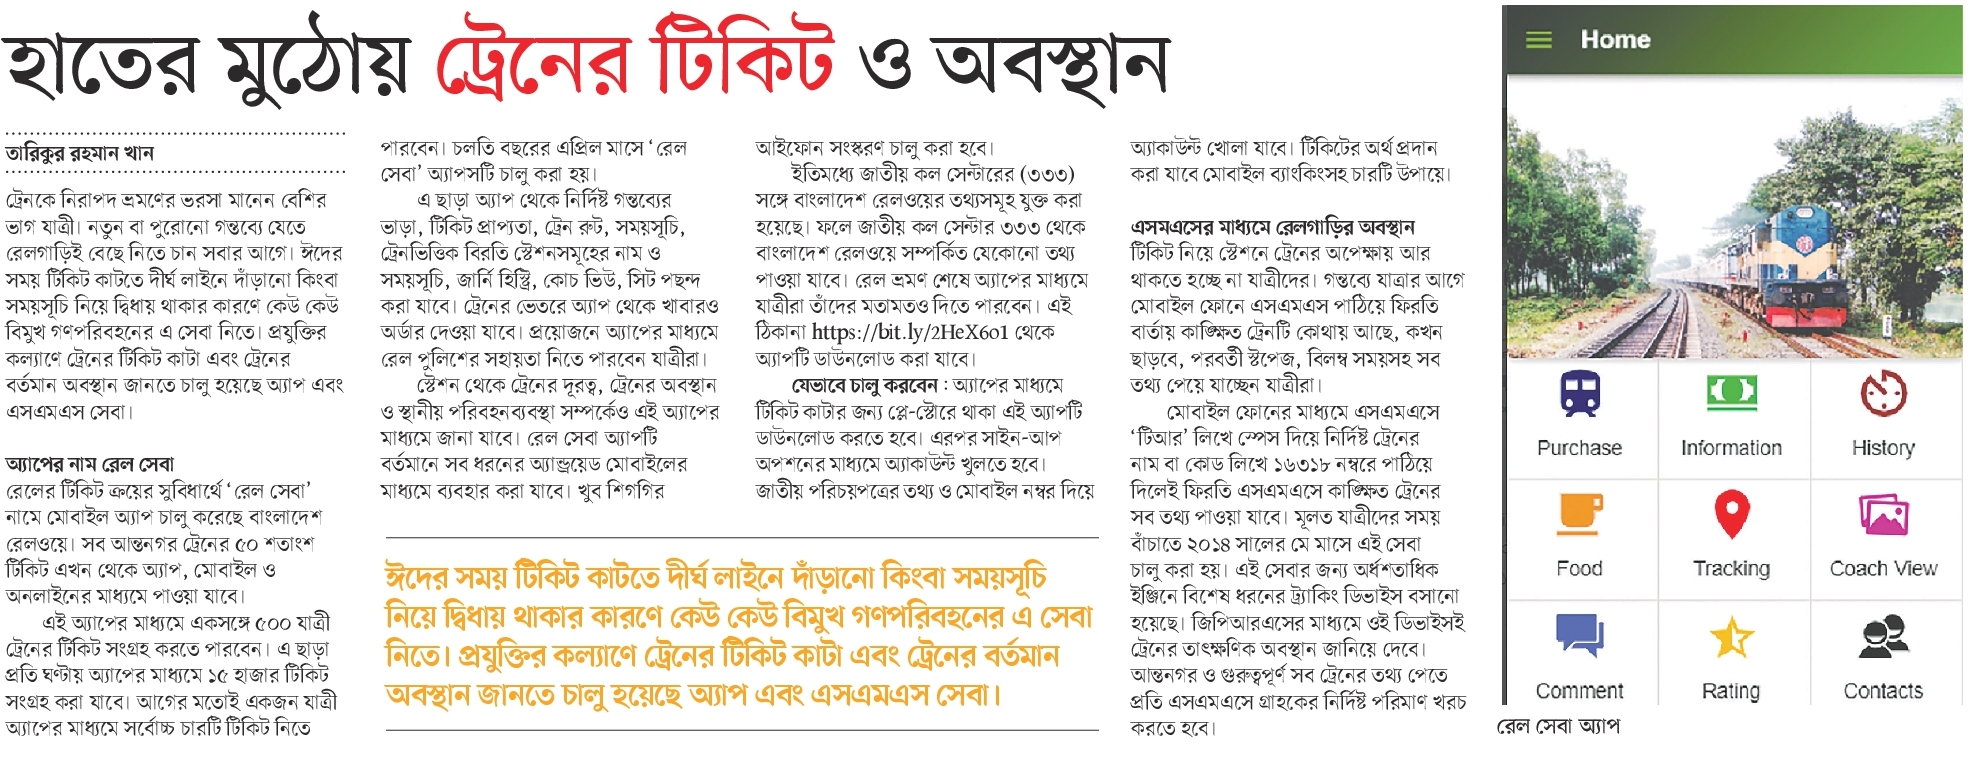 হাতের মুঠোয় ট্রেনের টিকিট ও অবস্থান
তারিকুর রহমান খান
ট্রেনকে নিরাপদ ভ্রমণের ভরসা মানেন বেশির
ভাগ যাত্রী। নতুন বা পুরোনো গন্তব্যে যেতে
রেলগাড়িই বেছে নিতে চান সবার আগে। ঈদের
সময় টিকিট কাটতে দীর্ঘ লাইনে দাঁড়ানো কিংবা
সময়সূচি নিয়ে দ্বিধায় থাকার কারণে কেউ কেউ
বিমুখ গণপরিবহনের এ সেবা নিতে। প্রযুক্তির
কল্যাণে ট্রেনের টিকিট কাটা এবং ট্রেনের
বর্তমান অবস্থান জানতে চালু হয়েছে অ্যাপ এবং
এসএমএস সেবা।
অ্যাপের নাম রেল সেবা
রেলের টিকিট ক্রয়ের সুবিধার্থে ‘রেল সেবা’
নামে মোবাইল অ্যাপ চালু করেছে বাংলাদেশ
রেলওয়ে। সব আন্তনগর ট্রেনের ৫০ শতাংশ
টিকিট এখন থেকে অ্যাপ, মোবাইল ও
অনলাইনের মাধ্যমে পাওয়া যাবে।
এই অ্যাপের মাধ্যমে একসঙ্গে ৫০০ যাত্রী
ট্রেনের টিকিট সংগ্রহ করতে পারবেন। এ ছাড়া
প্রতি ঘণ্টায় অ্যাপের মাধ্যমে ১৫ হাজার টিকিট
সংগ্রহ করা যাবে। আগের মতোই একজন যাত্রী
অ্যাপের মাধ্যমে সর্বোচ্চ চারটি টিকিট নিতে
পারবেন। চলতি বছরের এপ্রিল মাসে ‘রেল
সেবা’ অ্যাপসটি চালু করা হয়।
এ ছাড়া অ্যাপ থেকে নির্দিষ্ট গন্তব্যের
ভাড়া, টিকিট প্রাপ্যতা, ট্রেন রুট, সময়সূচি,
ট্রেনভিত্তিক বিরতি স্টেশনসমূহের নাম ও
সময়সূচি, জার্নি হিস্ট্রি, কোচ ভিউ, সিট পছন্দ
করা যাবে। ট্রেনের ভেতরে অ্যাপ থেকে খাবারও
অর্ডার দেওয়া যাবে। প্রয়োজনে অ্যাপের মাধ্যমে
রেল পুলিশের সহায়তা নিতে পারবেন যাত্রীরা।
স্টেশন থেকে ট্রেনের দূরত্ব, ট্রেনের অবস্থান
ও স্থানীয় পরিবহনব্যবস্থা সম্পর্কেও এই অ্যাপের
মাধ্যমে জানা যাবে। রেল সেবা অ্যাপটি
বর্তমানে সব ধরনের অ্যান্ড্রয়েড মোবাইলের
মাধ্যমে ব্যবহার করা যাবে। খুব শিগগির
আইফোন সংস্করণ চালু করা হবে।
ইতিমধ্যে জাতীয় কল সেন্টারের (৩৩৩)
সঙ্গে বাংলাদেশ রেলওয়ের তথ্যসমূহ যুক্ত করা
হয়েছে। ফলে জাতীয় কল সেন্টার ৩৩৩ থেকে
বাংলাদেশ রেলওয়ে সম্পর্কিত যেকোনো তথ্য
পাওয়া যাবে। রেল ভ্রমণ শেষে অ্যাপের মাধ্যমে
যাত্রীরা তাঁদের মতামতও দিতে পারবেন। এই
ঠিকানা https://bit.ly/2HeX6o1 থেকে
অ্যাপটি ডাউনলোড করা যাবে।
যেভাবে চালু করবেন : অ্যাপের মাধ্যমে
টিকিট কাটার জন্য প্লে-স্টোরে থাকা এই অ্যাপটি
ডাউনলোড করতে হবে। এরপর সাইন-আপ
অপশনের মাধ্যমে অ্যাকাউন্ট খুলতে হবে।
জাতীয় পরিচয়পত্রের তথ্য ও মোবাইল নম্বর দিয়ে
ঈদের সময় টিকিট কাটতে দীর্ঘ লাইনে দাঁড়ানো কিংবা সময়সূচি
নিয়ে দ্বিধায় থাকার কারণে কেউ কেউ বিমুখ গণপরিবহনের এ সেবা
নিতে। প্রযুক্তির কল্যাণে ট্রেনের টিকিট কাটা এবং ট্রেনের বর্তমান
অবস্থান জানতে চালু হয়েছে অ্যাপ এবং এসএমএস সেবা।
অ্যাকাউন্ট খোলা যাবে। টিকিটের অর্থ প্রদান
করা যাবে মোবাইল ব্যাংকিংসহ চারটি উপায়ে।
এসএমএসের মাধ্যমে রেলগাড়ির অবস্থান
টিকিট নিয়ে স্টেশনে ট্রেনের অপেক্ষায় আর
থাকতে হচ্ছে না যাত্রীদের। গন্তব্যে যাত্রার আগে
মোবাইল ফোনে এসএমএস পাঠিয়ে ফিরতি
বার্তায় কাঙ্ক্ষিত ট্রেনটি কোথায় আছে, কখন
ছাড়বে, পরবর্তী স্টপেজ, বিলম্ব সময়সহ সব
তথ্য পেয়ে যাচ্ছেন যাত্রীরা।
মোবাইল ফোনের মাধ্যমে এসএমএসে
‘টিআর’ লিখে স্পেস দিয়ে নির্দিষ্ট ট্রেনের
নাম বা কোড লিখে ১৬৩১৮ নম্বরে পাঠিয়ে
দিলেই ফিরতি এসএমএসে কাঙ্ক্ষিত ট্রেনের
সব তথ্য পাওয়া যাবে। মূলত যাত্রীদের সময়
বাঁচাতে ২০১৪ সালের মে মাসে এই সেবা
চালু করা হয়। এই সেবার জন্য অর্ধশতাধিক
ইঞ্জিনে বিশেষ ধরনের ট্র্যাকিং ডিভাইস বসানো
হয়েছে। জিপিআরএসের মাধ্যমে ওই ডিভাইসই
ট্রেনের তাৎক্ষণিক অবস্থান জানিয়ে দেবে।
আন্তনগর ও গুরুত্বপূর্ণ সব ট্রেনের তথ্য পেতে
প্রতি এসএমএসে গ্রাহকের নির্দিষ্ট পরিমাণ খরচ
করতে হবে।
Home
Purchase
Information
History
Food
Tracking
Coach View
Comment
Rating
Contacts
রেল সেবা অ্যাপ